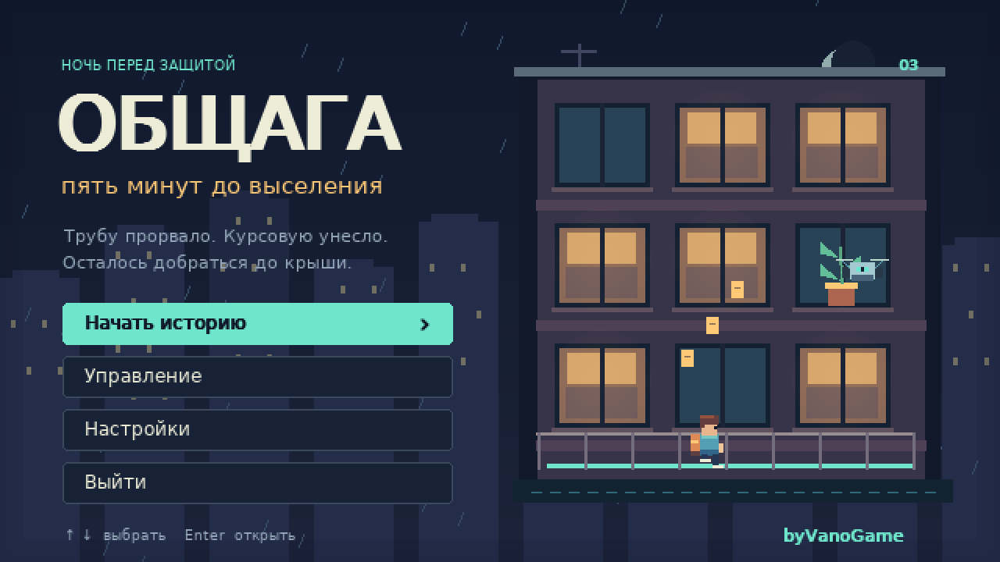 НОЧЬ ПЕРЕД ЗАЩИТОЙ
ОБЩАГА
пять минут до выселения
Трубу прорвало. Курсовую унесло.
Осталось добраться до крыши.
Начать историю ›
Управление
Настройки
Выйти
↑ ↓ выбрать Enter открыть
03
byVanoGame